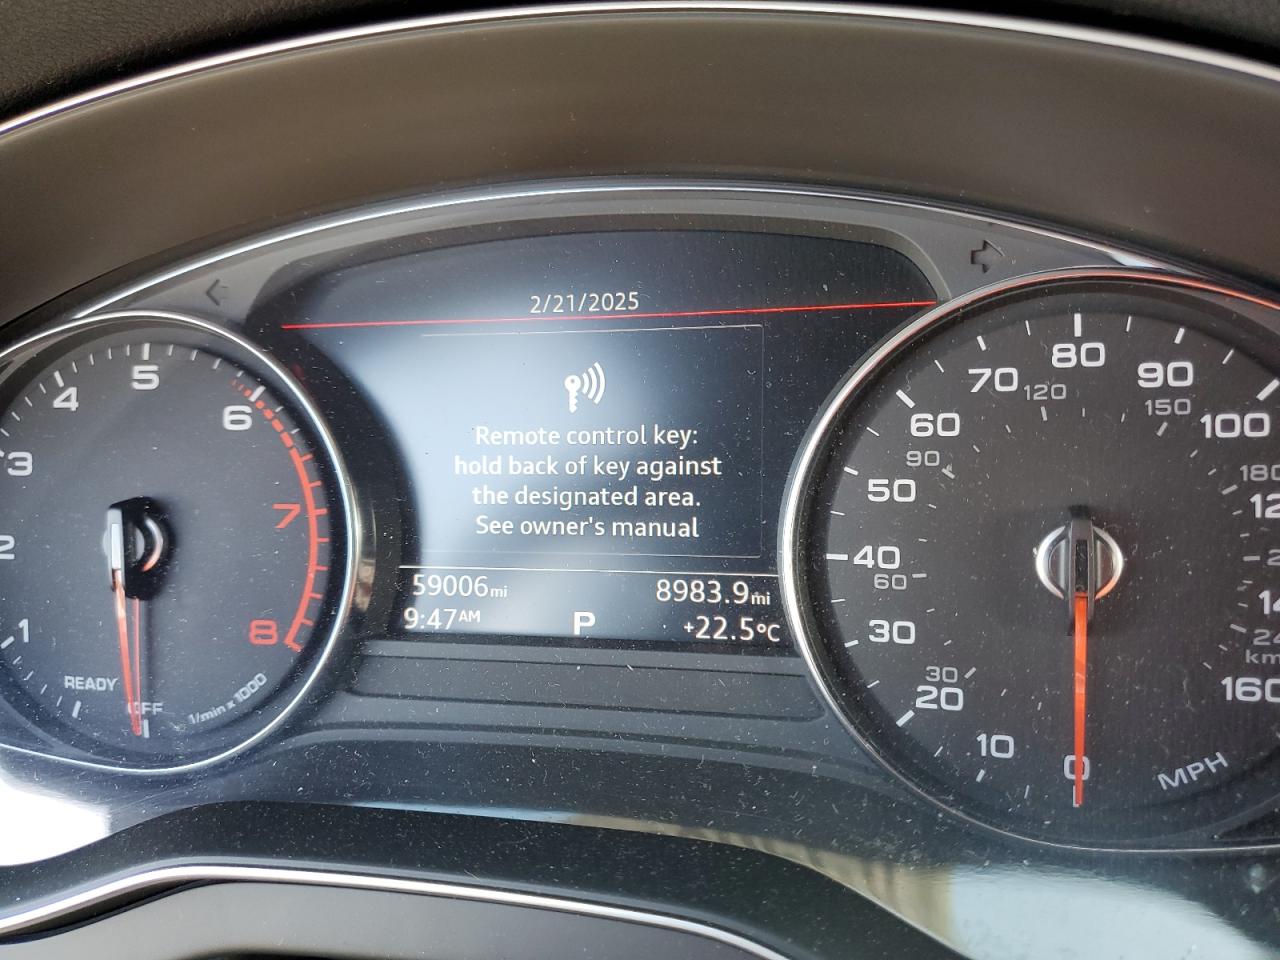 2/21/2025
Remote control key:
hold back of key against
the designated area.
See owner's manual
59006mi
8983.9mi
9:47AM
P
+22.5°C
1
2
3
4
5
6
7
8
READY
OFF
1/min x 1000
0
10
20
30
40
50
60
70
80
90
100
160
30
60
90
120
150
180
MPH